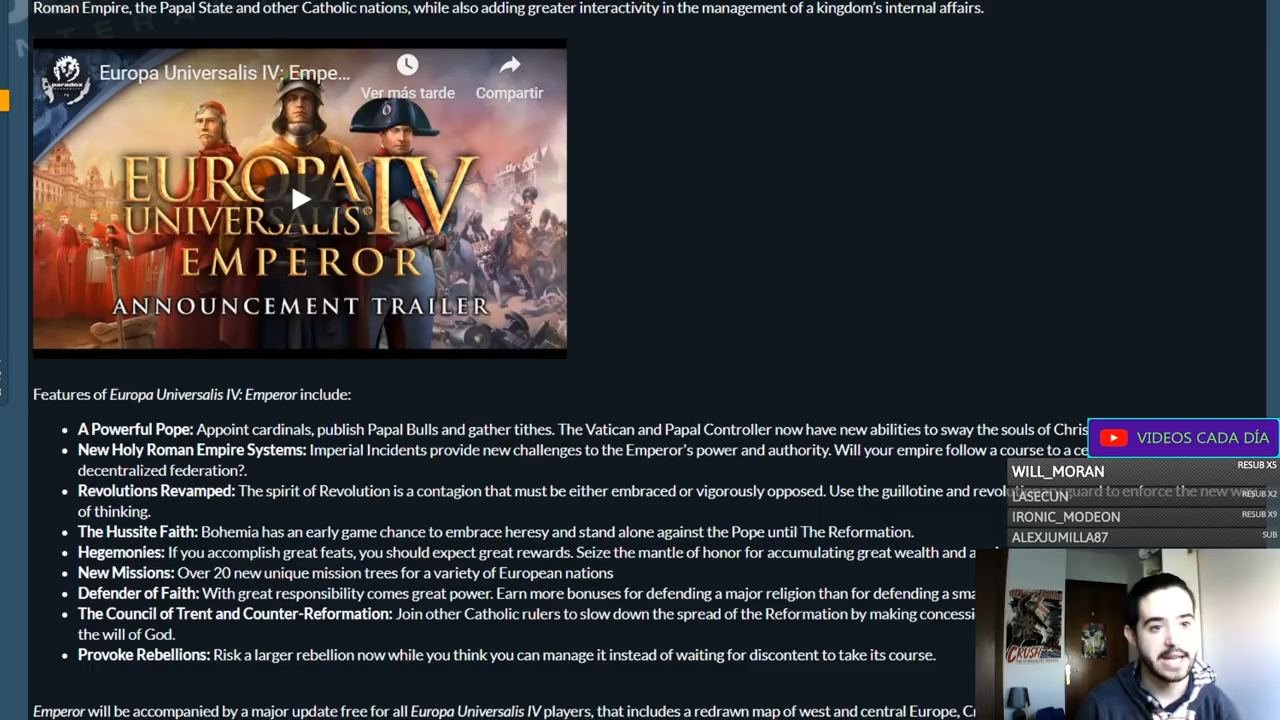 Roman Empire, the Papal State and other Catholic nations, while also adding greater interactivity in the management of a kingdom's internal affairs.
paradox
Europa Universalis IV: Empe...
Ver más tarde
Compartir
EUROPA
UNIVERSALIS IV
EMPEROR
ANNOUNCEMENT TRAILER
Features of Europa Universalis IV: Emperor include:
• A Powerful Pope: Appoint cardinals, publish Papal Bulls and gather tithes. The Vatican and Papal Controller now have new abilities to sway the souls of Chris
• New Holy Roman Empire Systems: Imperial Incidents provide new challenges to the Emperor's power and authority. Will your empire follow a course to a ce
decentralized federation?.
• Revolutions Revamped: The spirit of Revolution is a contagion that must be either embraced or vigorously opposed. Use the guillotine and guard to enforce the new
of thinking.
• The Hussite Faith: Bohemia has an early game chance to embrace heresy and stand alone against the Pope until The Reformation.
• Hegemonies: If you accomplish great feats, you should expect great rewards. Seize the mantle of honor for accumulating great wealth and a
• New Missions: Over 20 new unique mission trees for a variety of European nations
• Defender of Faith: With great responsibility comes great power. Earn more bonuses for defending a major religion than for defending a sma
• The Council of Trent and Counter-Reformation: Join other Catholic rulers to slow down the spread of the Reformation by making concessi
the will of God.
• Provoke Rebellions: Risk a larger rebellion now while you think you can manage it instead of waiting for discontent to take its course.
Emperor will be accompanied by a major update free for all Europa Universalis IV players, that includes a redrawn map of west and central Europe, C
VIDEOS CADA DÍA
WILL_MORAN RESUB X5
LASECUN RESUB X2
IRONIC_MODEON RESUB X9
ALEXJUMILLA87 SUB
CRUSH